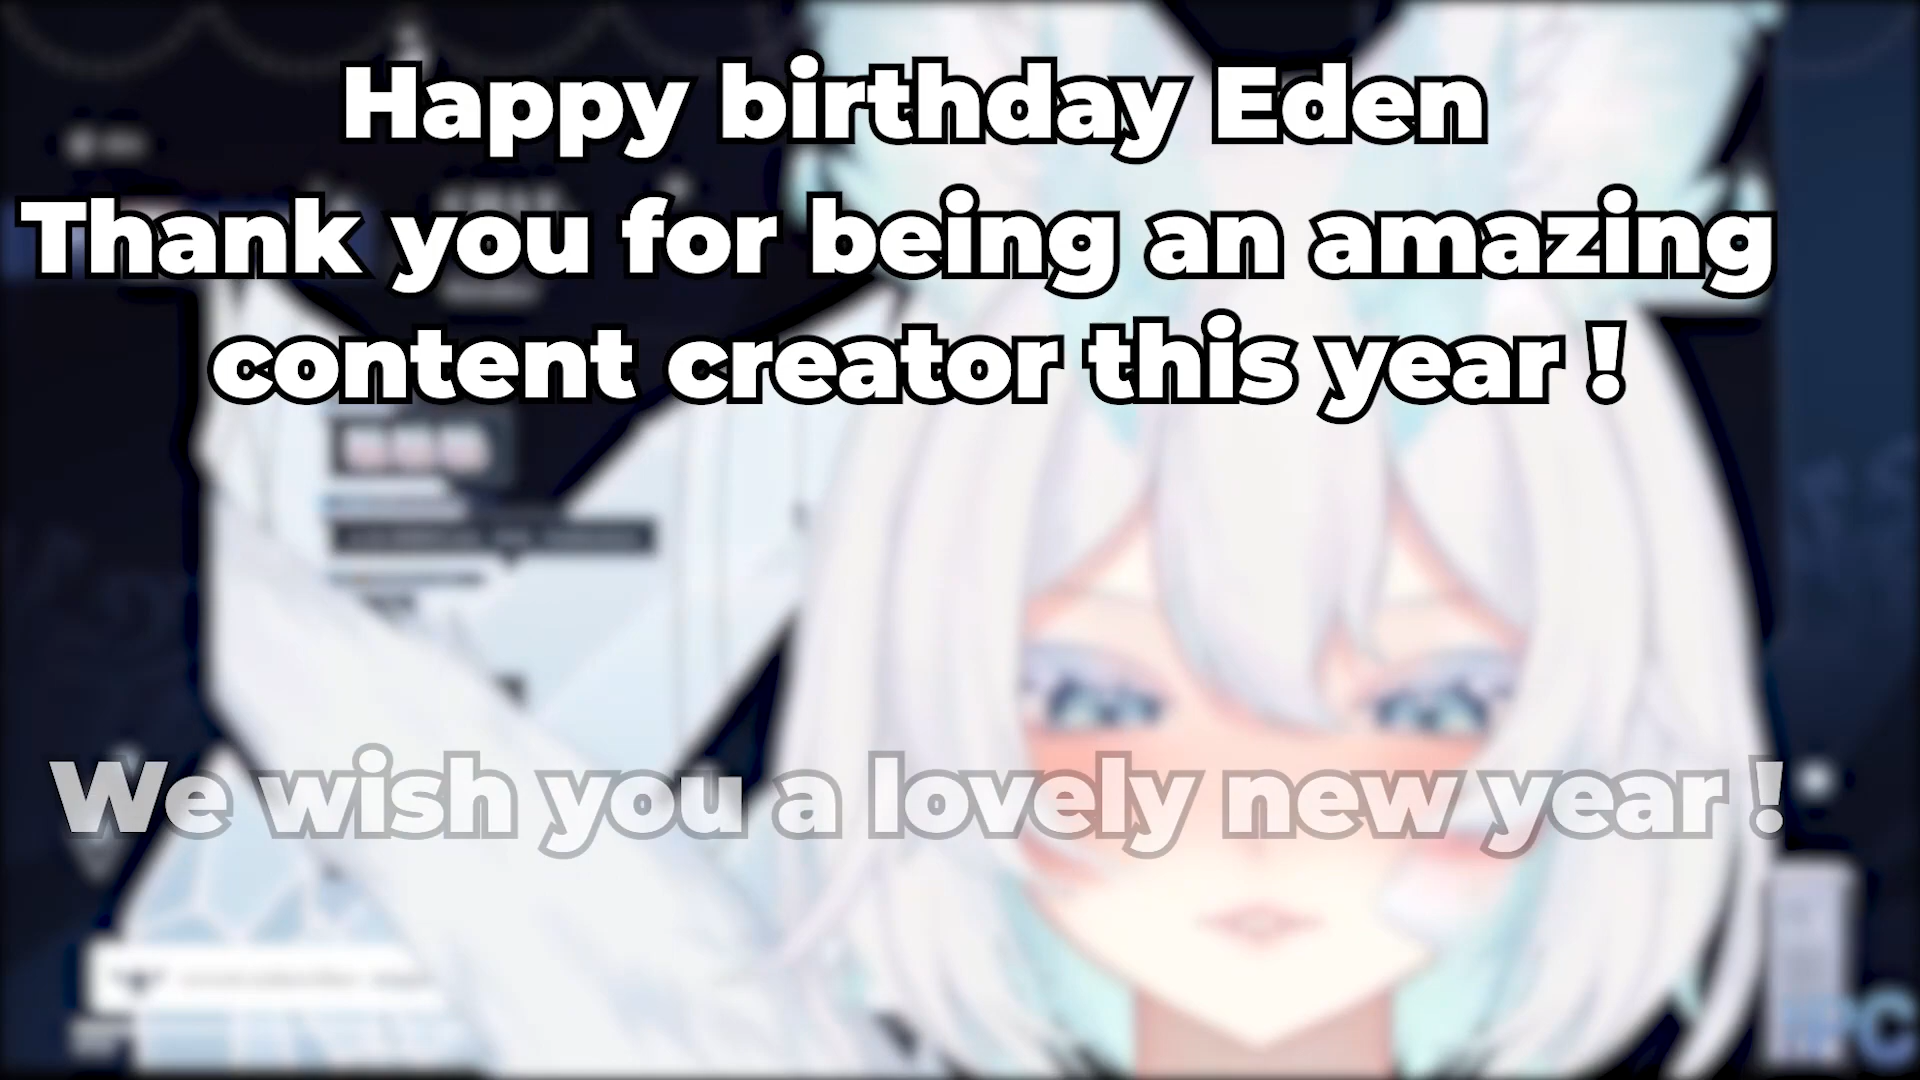 Happy birthday Eden
Thank you for being an amazing
content creator this year !
We wish you a lovely new year !